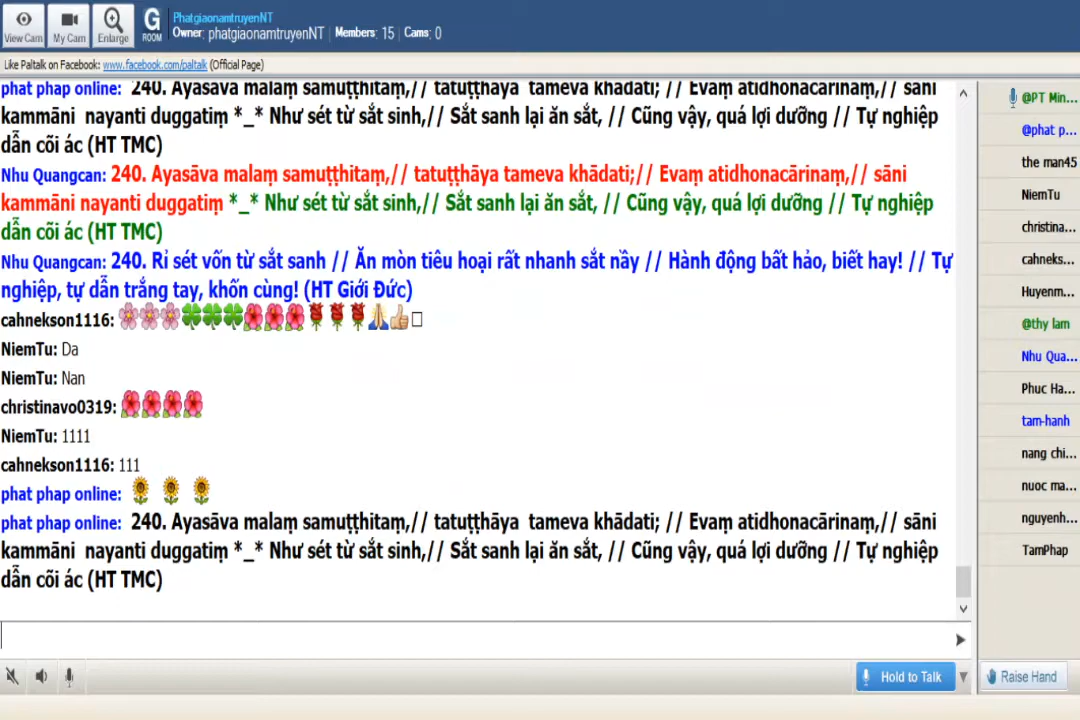 View Cam
My Cam
Enlarge
G
ROOM
PhatgiaonamtruyenNT
Owner: phatgiaonamtruyenNT | Members: 15 | Cams: 0
Like Paltalk on Facebook: www.facebook.com/paltalk (Official Page)
phat phap online: 240. Ayasāva malaṃ samuṭṭhitaṃ,// tatuṭṭhāya tameva khādati; // Evaṃ atidhonacārinaṃ,// sāni
kammāni nayanti duggatiṃ *_* Như sét từ sắt sinh,// Sắt sanh lại ăn sắt, // Cũng vậy, quá lợi dưỡng // Tự nghiệp
dẫn cõi ác (HT TMC)
Nhu Quangcan: 240. Ayasāva malaṃ samuṭṭhitaṃ,// tatuṭṭhāya tameva khādati;// Evaṃ atidhonacārinaṃ,// sāni
kammāni nayanti duggatiṃ *_* Như sét từ sắt sinh,// Sắt sanh lại ăn sắt, // Cũng vậy, quá lợi dưỡng // Tự nghiệp
dẫn cõi ác (HT TMC)
Nhu Quangcan: 240. Rỉ sét vốn từ sắt sanh // Ăn mòn tiêu hoại rất nhanh sắt nầy // Hành động bất hảo, biết hay! // Tự
nghiệp, tự dẫn trắng tay, khốn cùng! (HT Giới Đức)
cahnekson1116:
NiemTu: Da
NiemTu: Nan
christinavo0319:
NiemTu: 1111
cahnekson1116: 111
phat phap online:
phat phap online: 240. Ayasāva malaṃ samuṭṭhitaṃ,// tatuṭṭhāya tameva khādati; // Evaṃ atidhonacārinaṃ,// sāni
kammāni nayanti duggatiṃ *_* Như sét từ sắt sinh,// Sắt sanh lại ăn sắt, // Cũng vậy, quá lợi dưỡng // Tự nghiệp
dẫn cõi ác (HT TMC)
@PT Min...
@phat p...
the man45
NiemTu
christina...
cahneks...
Huyenm...
@thy lam
Nhu Qua...
Phuc Ha...
tam-hanh
nang chi...
nuoc ma...
nguyenh...
TamPhap
Hold to Talk
Raise Hand